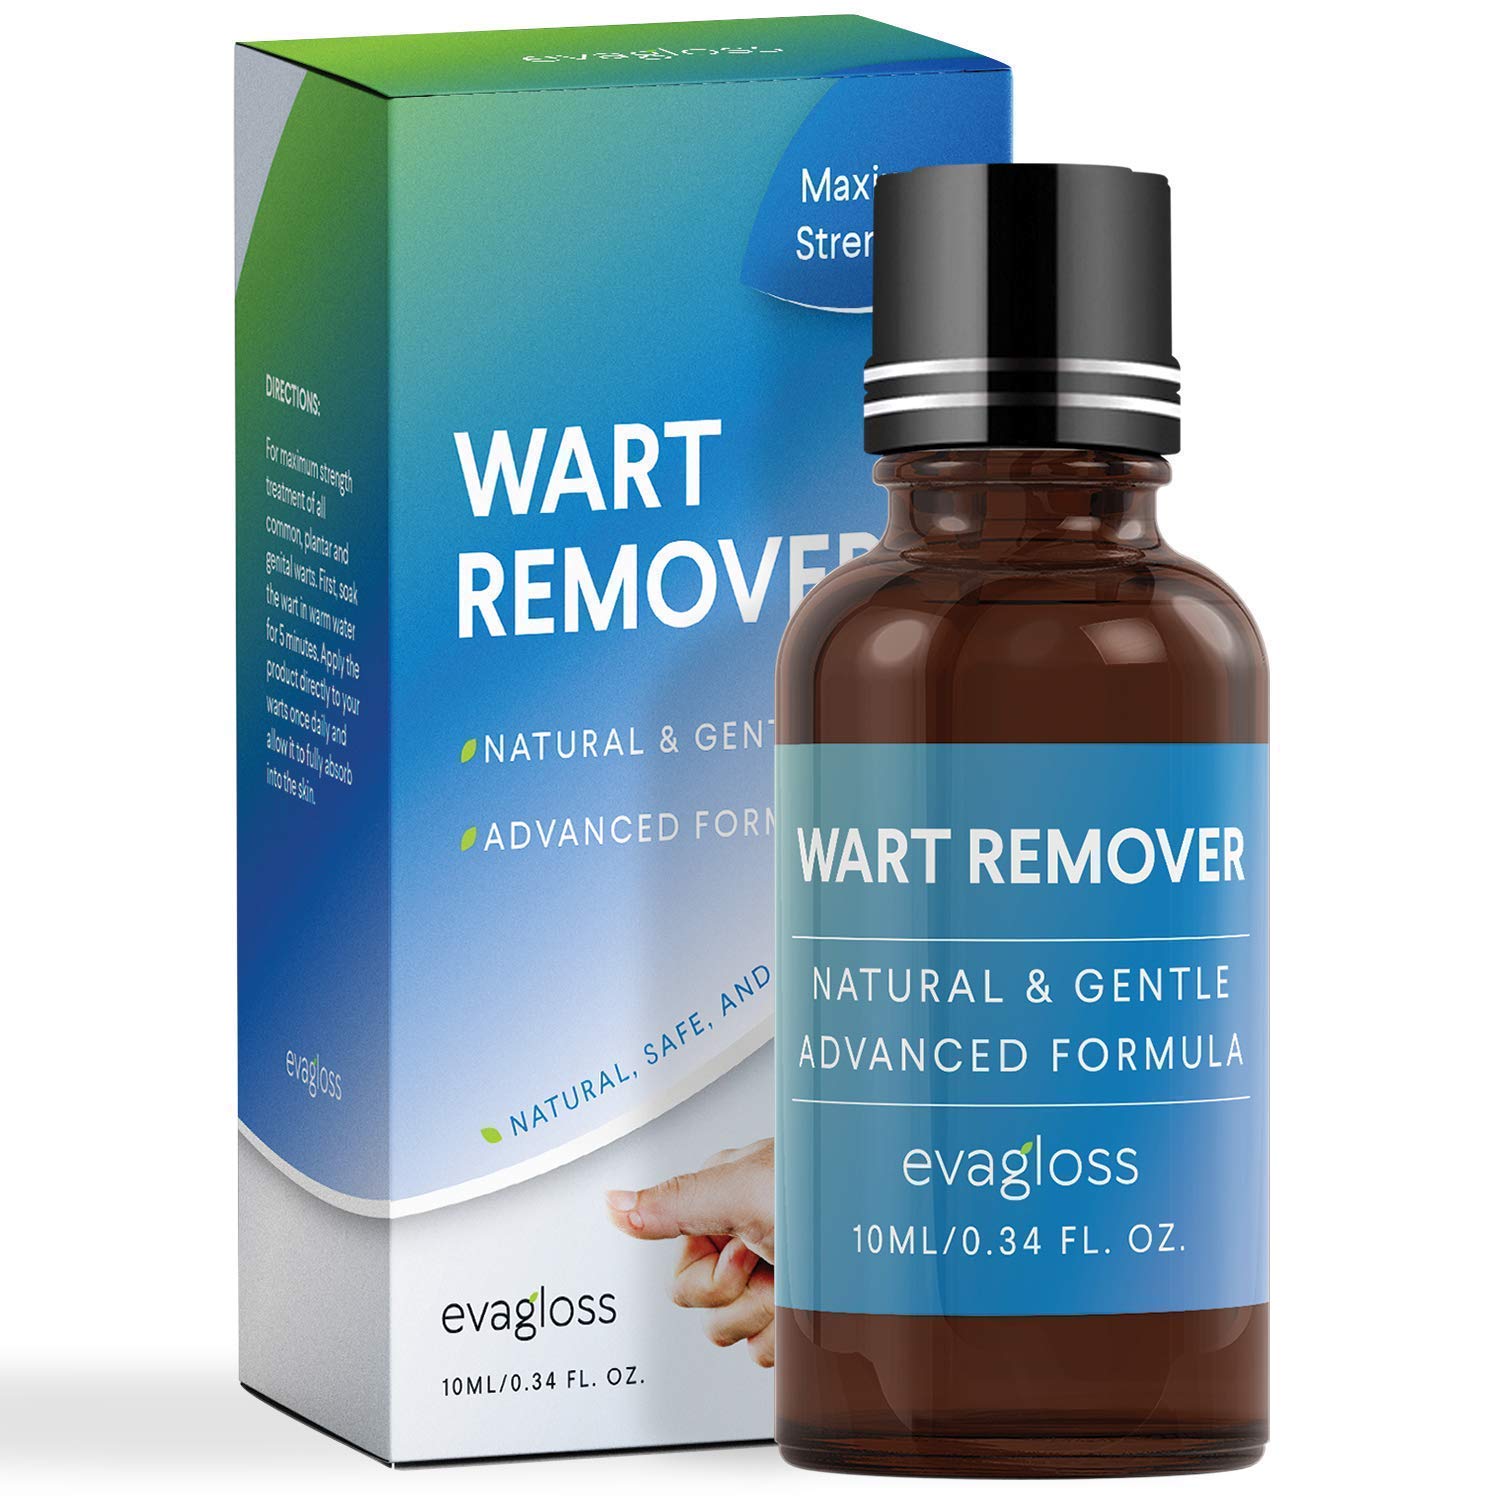 evagloss
Maxi
Stren
DIRECTIONS:
For maximum strength
treatment of all
common, plantar and
genital warts. First, soak
the wart in warm water
for 5 minutes. Apply the
product directly to your
warts once daily and
allow it to fully absorb
into the skin.
evagloss
WART
REMOVER
NATURAL & GENT
ADVANCED FORM
NATURAL, SAFE, AND
evagloss
10ML/0.34 FL. OZ.
WART REMOVER
NATURAL & GENTLE
ADVANCED FORMULA
evagloss
10ML/0.34 FL. OZ.